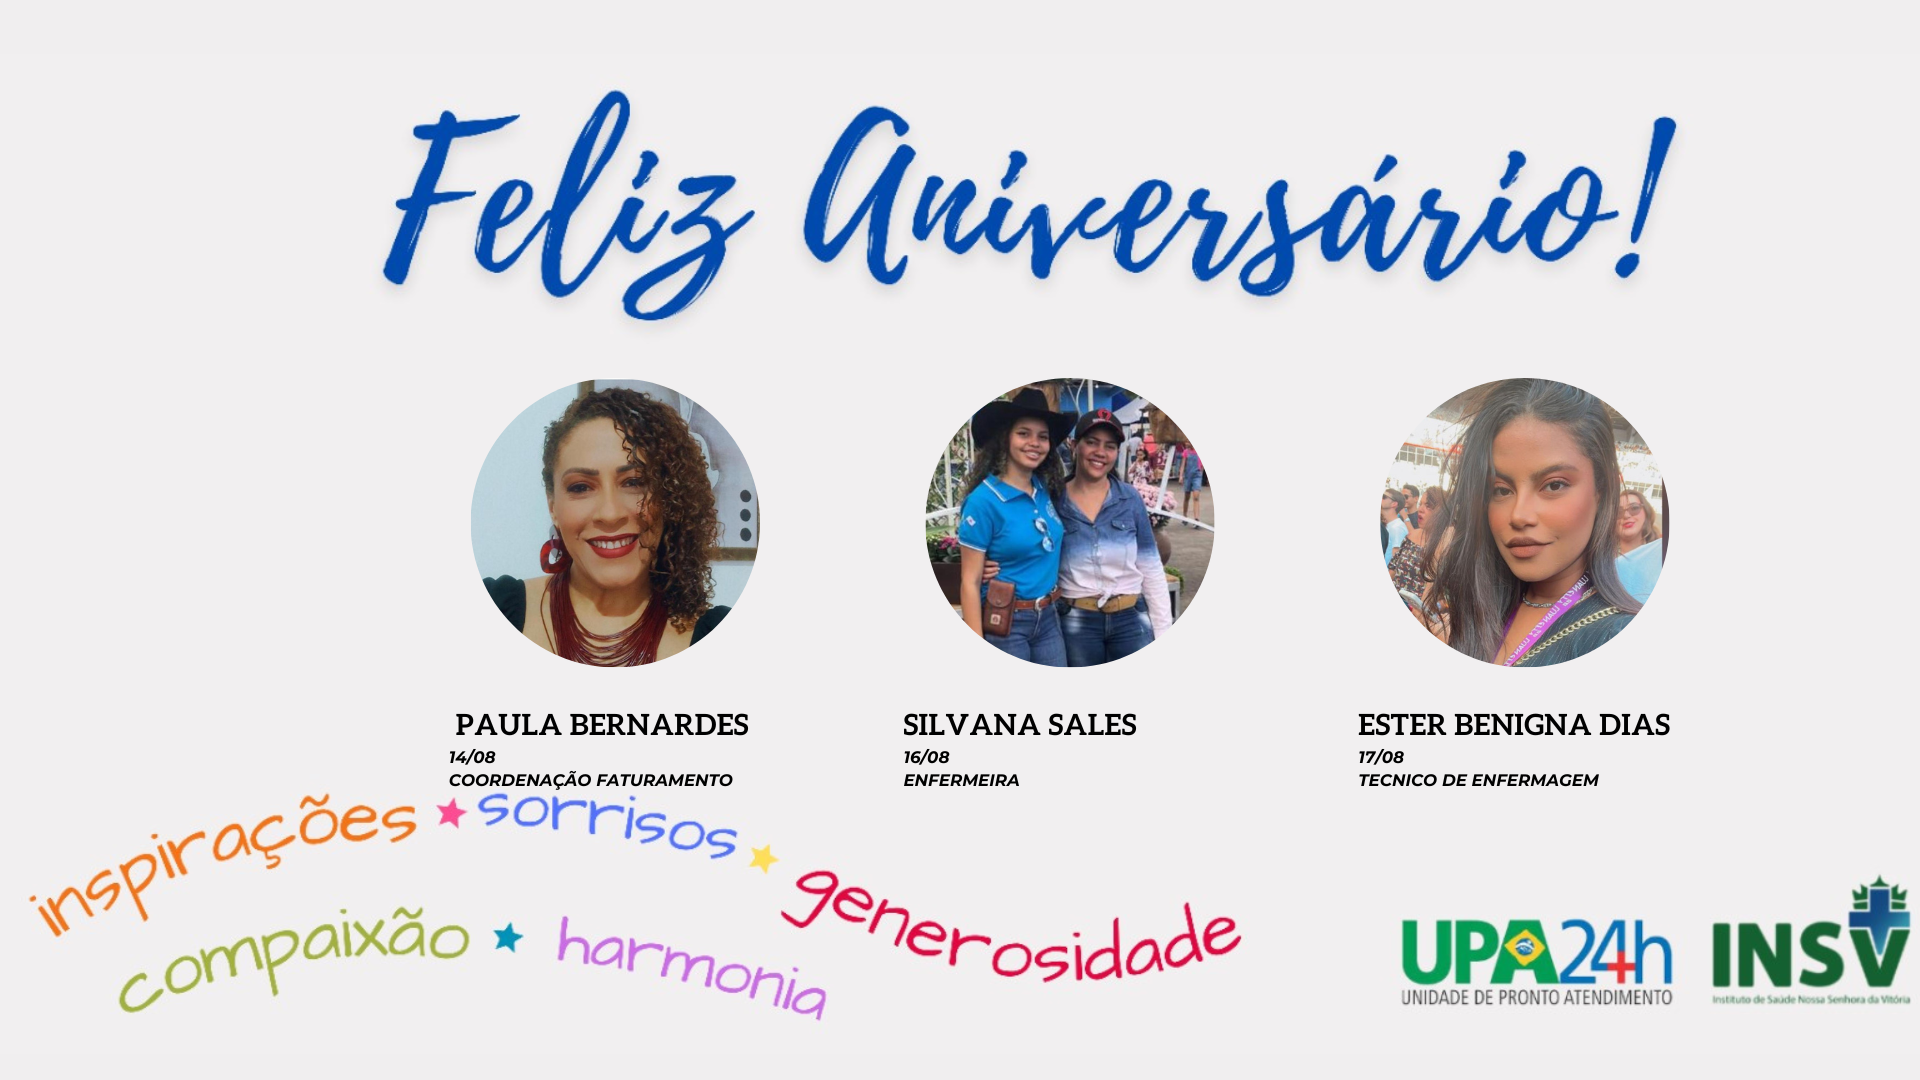 Feliz Aniversário!
PAULA BERNARDES
14/08
COORDENAÇÃO FATURAMENTO
SILVANA SALES
16/08
ENFERMEIRA
ESTER BENIGNA DIAS
17/08
TECNICO DE ENFERMAGEM
inspirações ★ sorrisos ★ generosidade
compaixão ★ harmonia
UPA24h
UNIDADE DE PRONTO ATENDIMENTO
INSV
Instituto de Saúde Nossa Senhora da Vitória